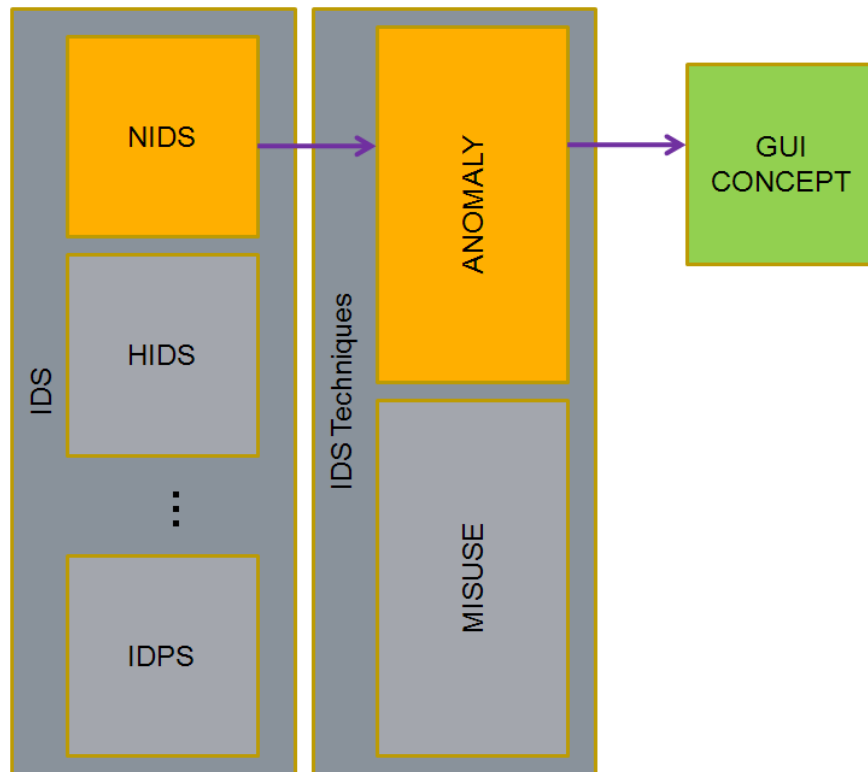 IDS
NIDS
HIDS
...
IDPS
IDS Techniques
ANOMALY
MISUSE
GUI
CONCEPT